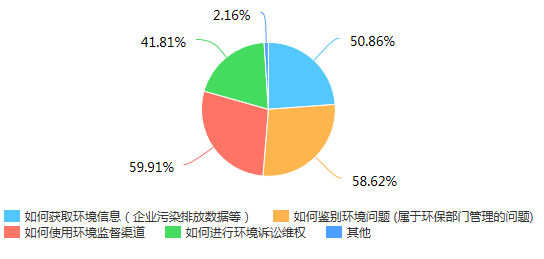 2.16%
41.81%
50.86%
59.91%
58.62%
如何获取环境信息（企业污染排放数据等）
如何鉴别环境问题 (属于环保部门管理的问题)
如何使用环境监督渠道
如何进行环境诉讼维权
其他